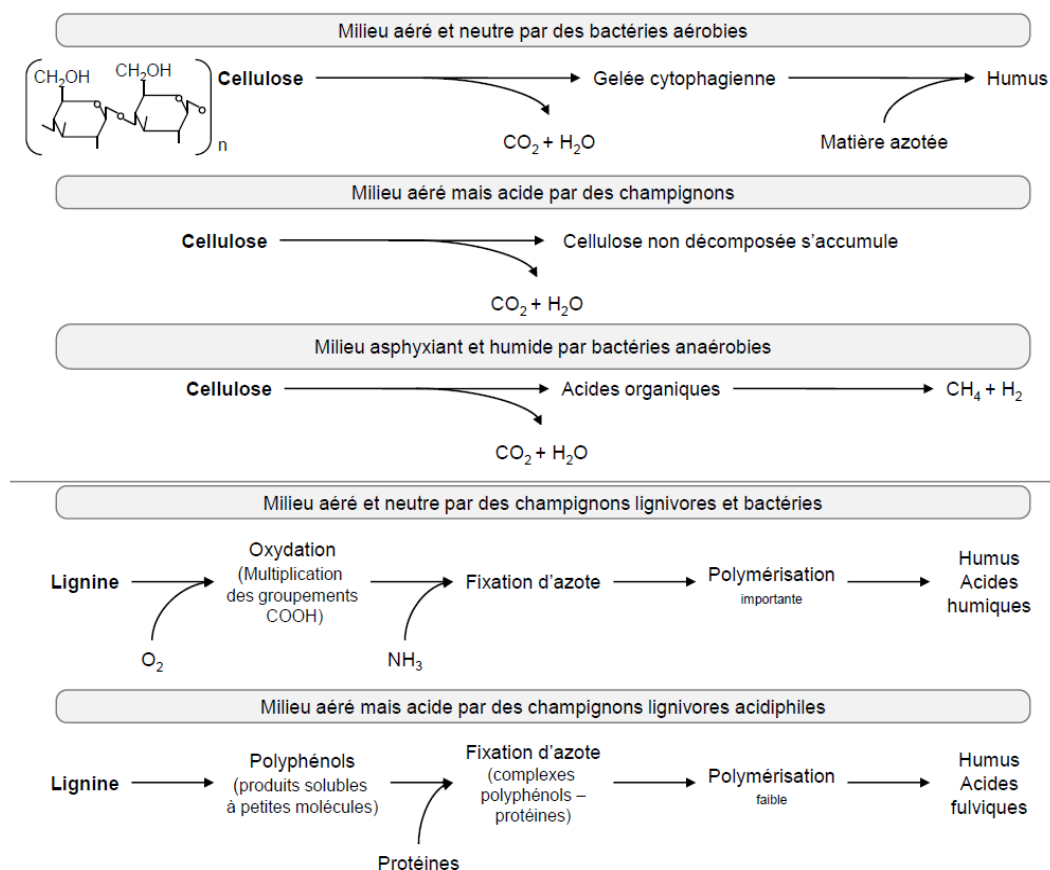 Milieu aéré et neutre par des bactéries aérobies
CH₂OH CH₂OH Cellulose Gelée cytophagienne Humus
n
CO₂ + H₂O Matière azotée
Milieu aéré mais acide par des champignons
Cellulose Cellulose non décomposée s’accumule
CO₂ + H₂O
Milieu asphyxiant et humide par bactéries anaérobies
Cellulose Acides organiques CH₄ + H₂
CO₂ + H₂O
Milieu aéré et neutre par des champignons lignivores et bactéries
Lignine
Oxydation
(Multiplication
des groupements
COOH)
Fixation d’azote
Polymérisation
importante
Humus
Acides
humiques
O₂ NH₃
Milieu aéré mais acide par des champignons lignivores acidiphiles
Lignine
Polyphénols
(produits solubles
à petites molécules)
Fixation d’azote
(complexes
polyphénols –
protéines)
Polymérisation
faible
Humus
Acides
fulviques
Protéines